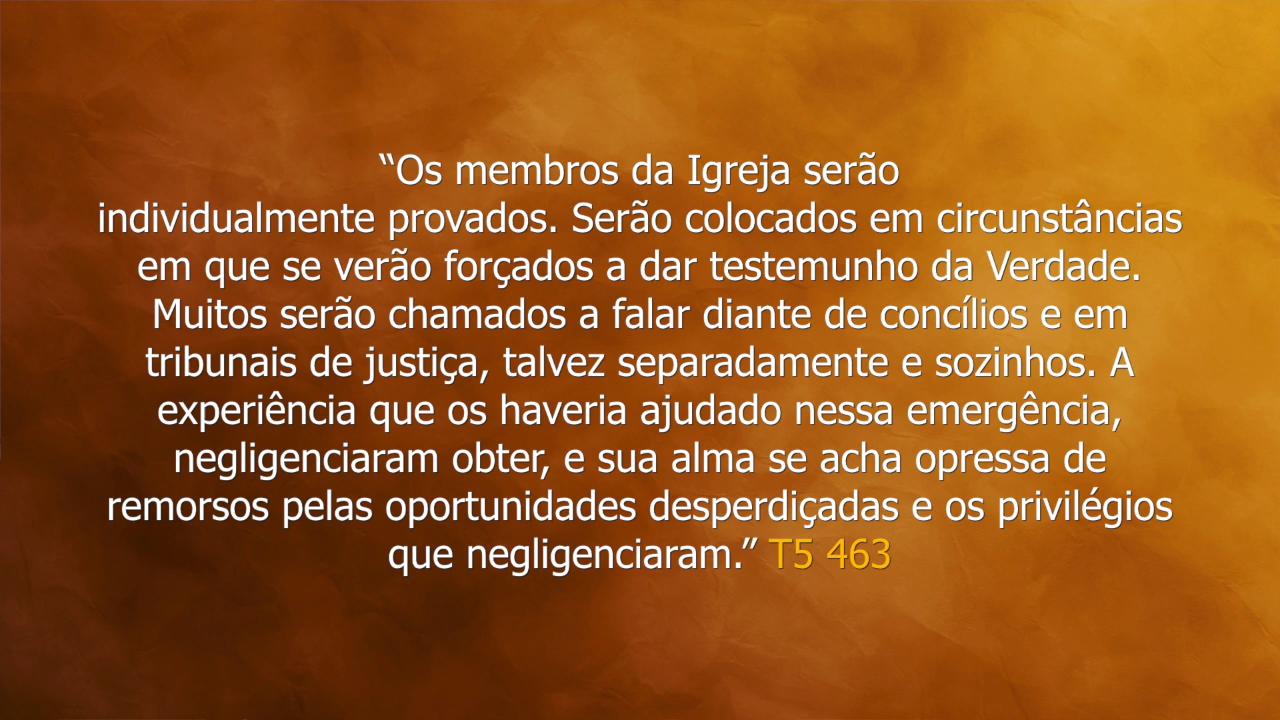 “Os membros da Igreja serão
individualmente provados. Serão colocados em circunstâncias
em que se verão forçados a dar testemunho da Verdade.
Muitos serão chamados a falar diante de concílios e em
tribunais de justiça, talvez separadamente e sozinhos. A
experiência que os haveria ajudado nessa emergência,
negligenciaram obter, e sua alma se acha opressa de
remorsos pelas oportunidades desperdiçadas e os privilégios
que negligenciaram.” T5 463